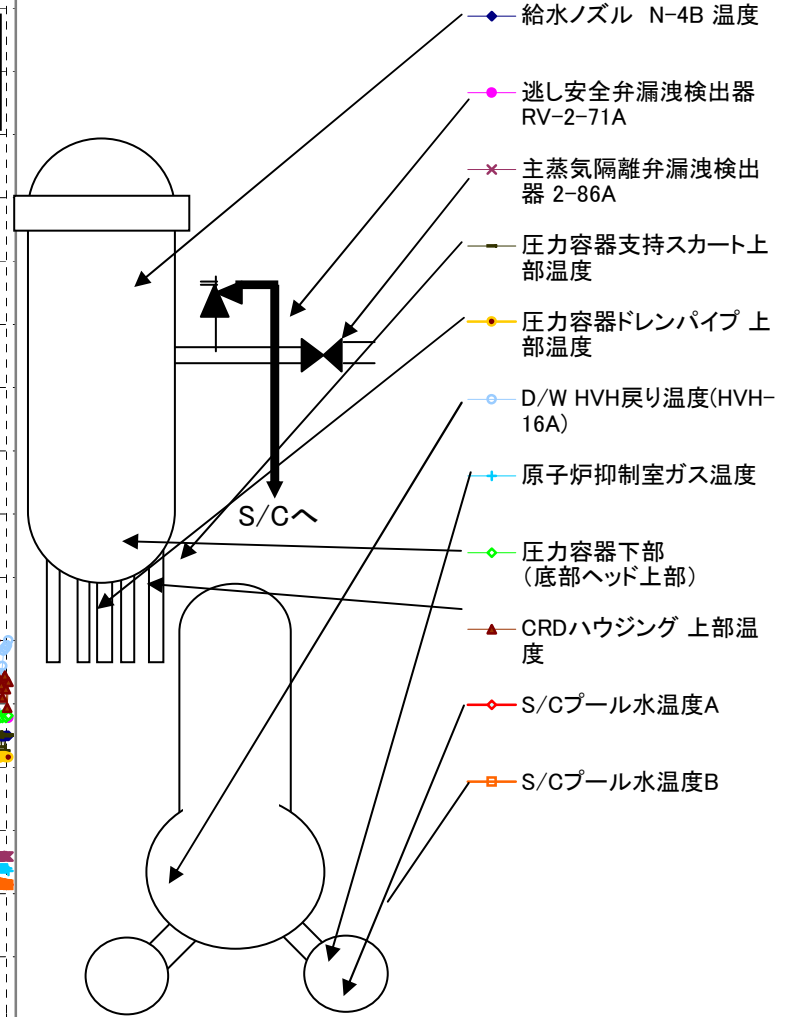 給水ノズル N-4B 温度
逃し安全弁漏洩検出器
RV-2-71A
主蒸気隔離弁漏洩検出
器 2-86A
圧力容器支持スカート上
部温度
圧力容器ドレンパイプ 上
部温度
D/W HVH戻り温度(HVH-
16A)
原子炉抑制室ガス温度
S/Cへ
圧力容器下部
(底部ヘッド上部)
CRDハウジング 上部温
度
S/Cプール水温度A
S/Cプール水温度B